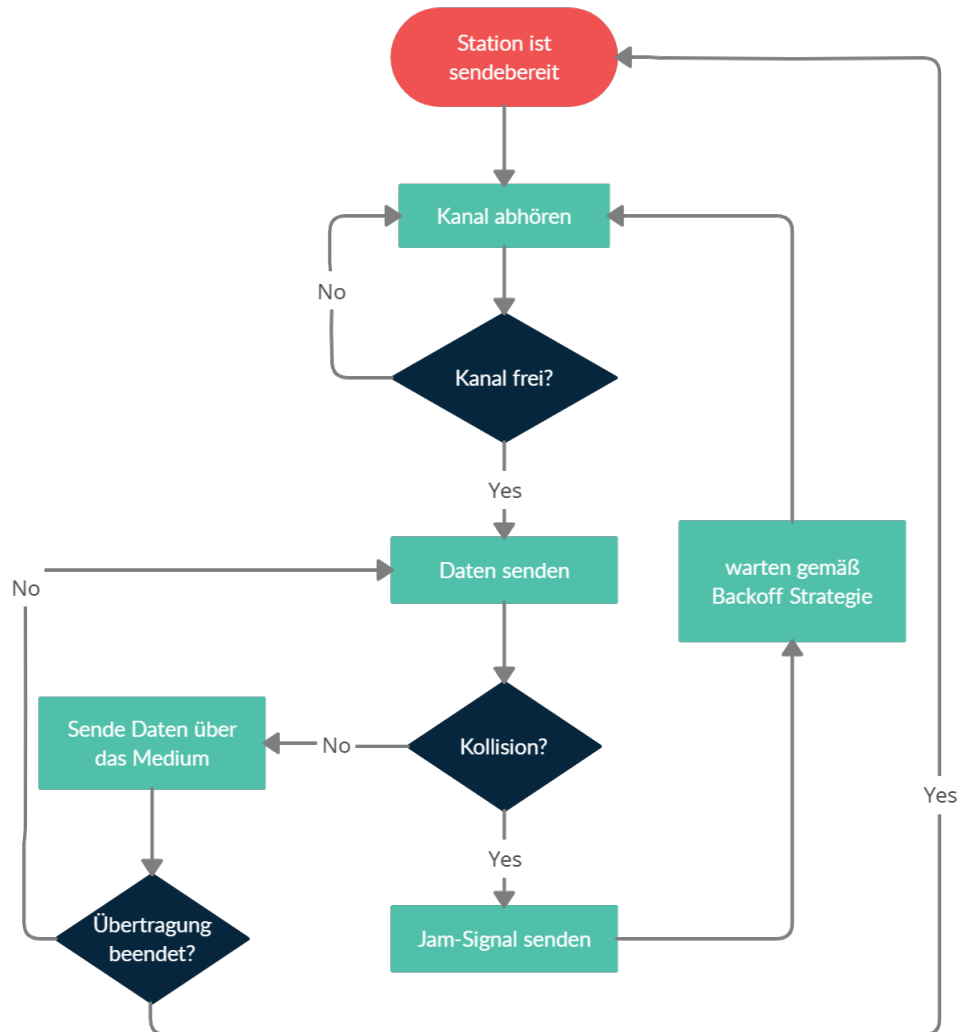 Station ist
sendebereit
Kanal abhören
No
Kanal frei?
Yes
Daten senden
warten gemäß
Backoff Strategie
No
Sende Daten über
das Medium
No
Kollision?
Yes
Yes
Übertragung
beendet?
Jam-Signal senden